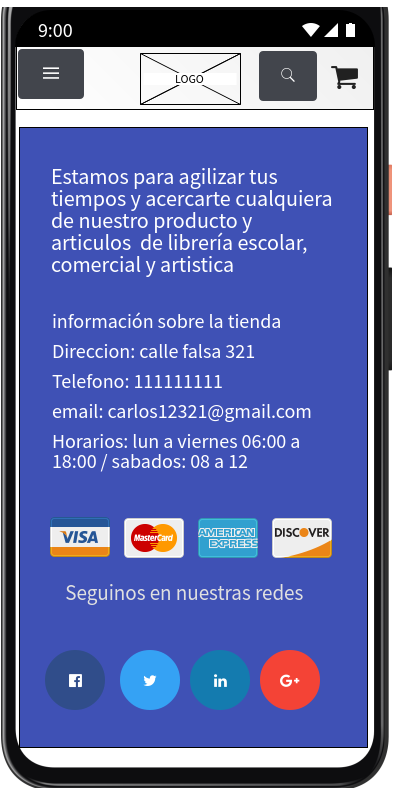 9:00
LOGO
Estamos para agilizar tus
tiempos y acercarte cualquiera
de nuestro producto y
articulos de librería escolar,
comercial y artistica
información sobre la tienda
Direccion: calle falsa 321
Telefono: 111111111
email: carlos12321@gmail.com
Horarios: lun a viernes 06:00 a
18:00 / sabados: 08 a 12
VISA MasterCard AMERICAN EXPRESS DISCOVER
Seguinos en nuestras redes
in G+